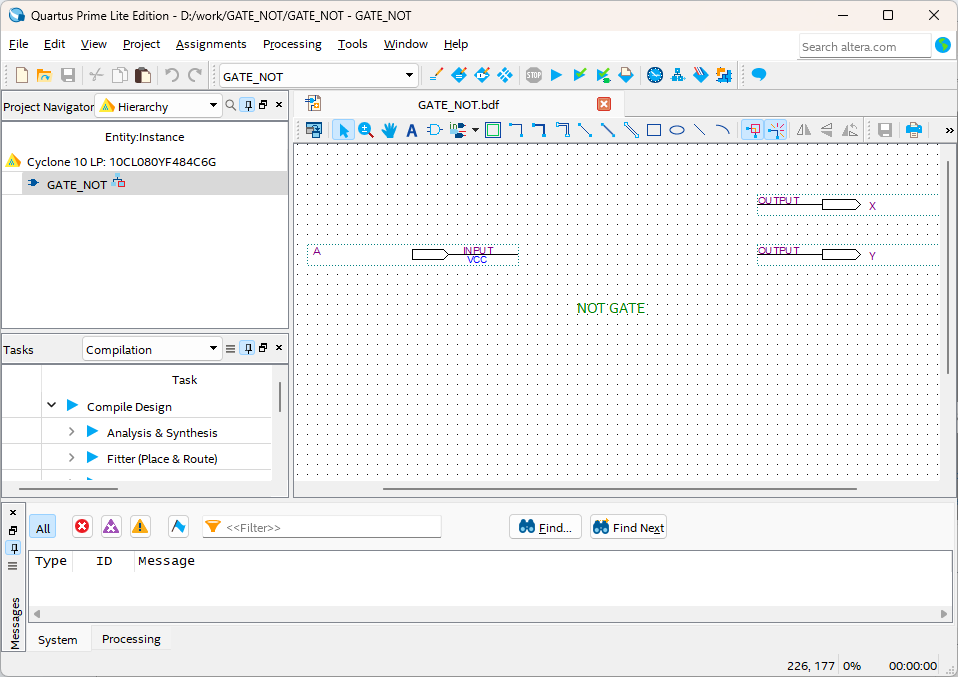 Quartus Prime Lite Edition - D:/work/GATE_NOT/GATE_NOT - GATE_NOT
File Edit View Project Assignments Processing Tools Window Help
Search altera.com
GATE_NOT
STOP
Project Navigator Hierarchy
Entity:Instance
Cyclone 10 LP: 10CL080YF484C6G
GATE_NOT
GATE_NOT.bdf
A
OUTPUT X
A INPUT
VCC
OUTPUT Y
NOT GATE
Tasks Compilation
Task
Compile Design
Analysis & Synthesis
Fitter (Place & Route)
Messages
All
<<Filter>>
Find... Find Next
Type ID Message
System Processing
226, 177 0% 00:00:00